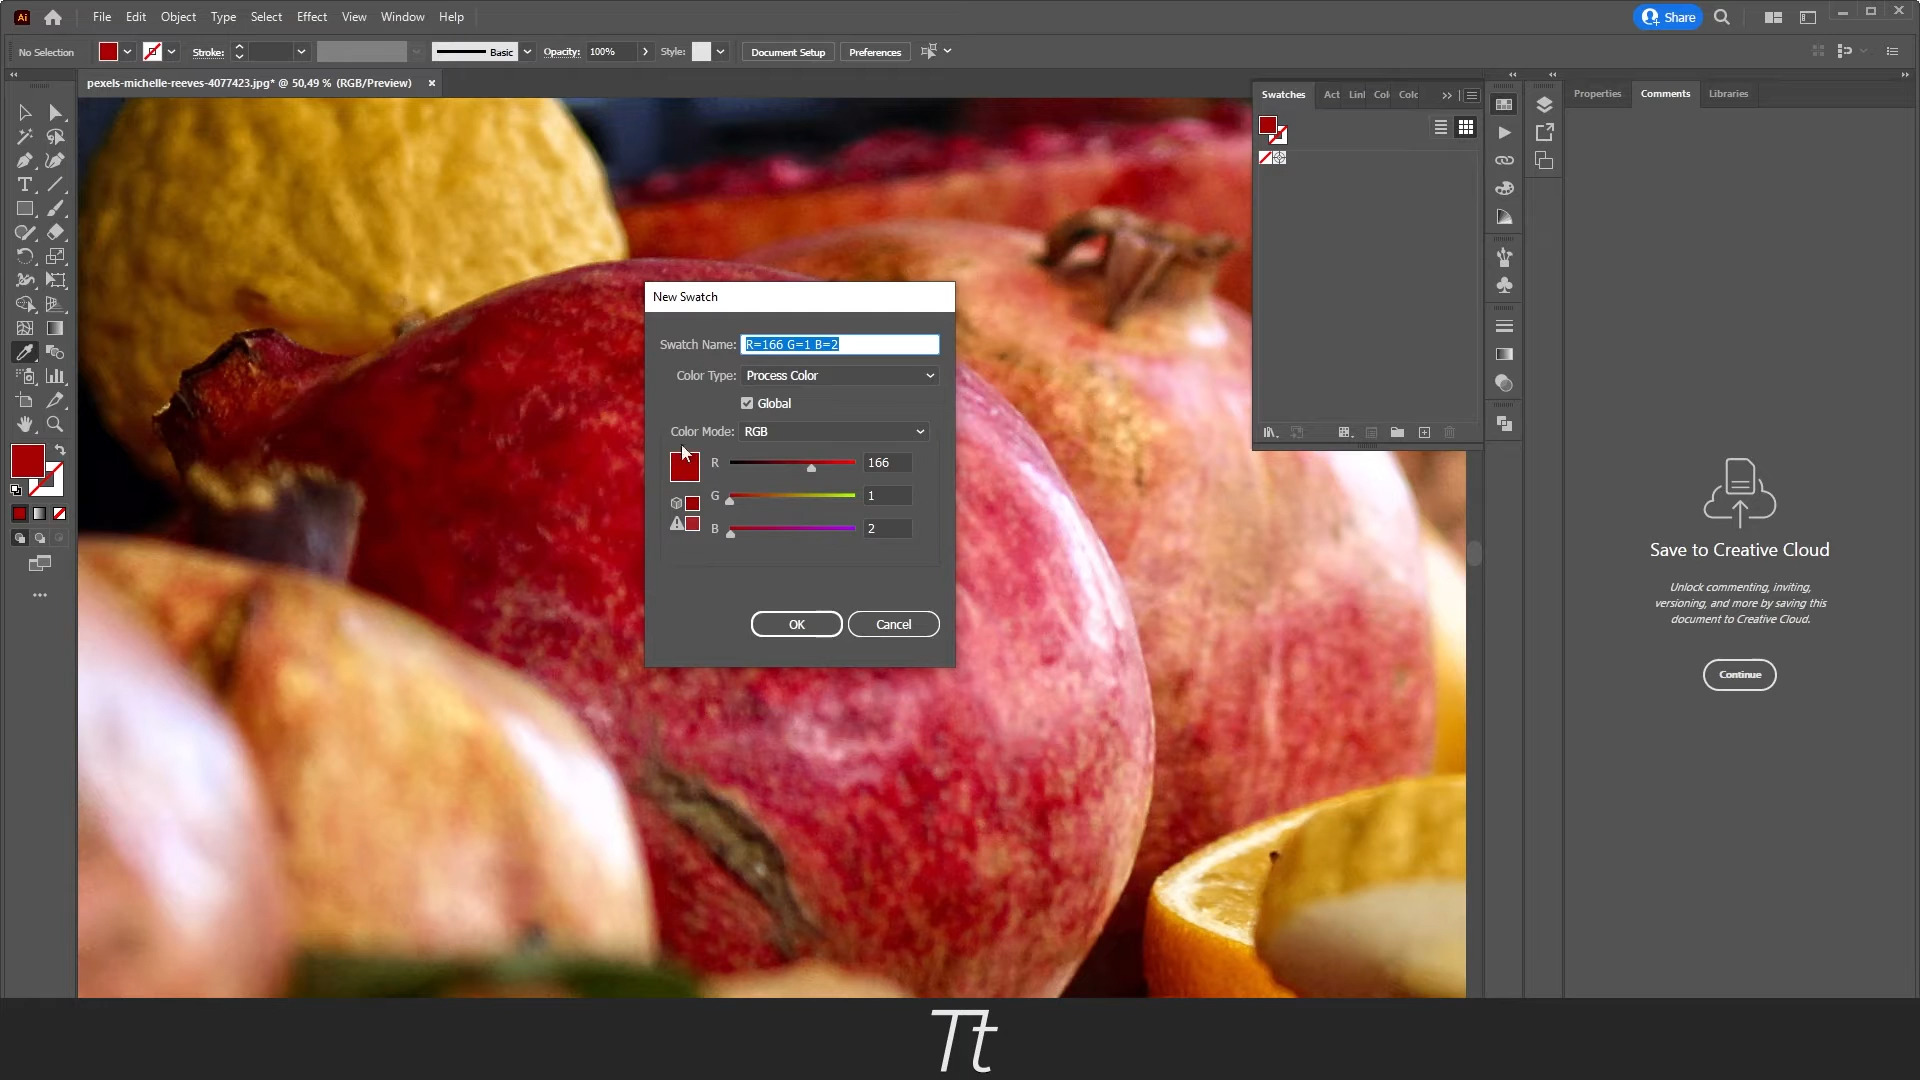 Ai File Edit Object Type Select Effect View Window Help Share
No Selection Stroke: Basic Opacity: 100% Style: Document Setup Preferences
pexels-michelle-reeves-4077423.jpg* @ 50,49 % (RGB/Preview)
Swatches Act Linl Col Colc
Properties Comments Libraries
New Swatch
Swatch Name: R=166 G=1 B=2
Color Type: Process Color
Global
Color Mode: RGB
R 166
G 1
B 2
OK Cancel
Save to Creative Cloud
Unlock commenting, inviting,
versioning, and more by saving this
document to Creative Cloud.
Continue
Tt